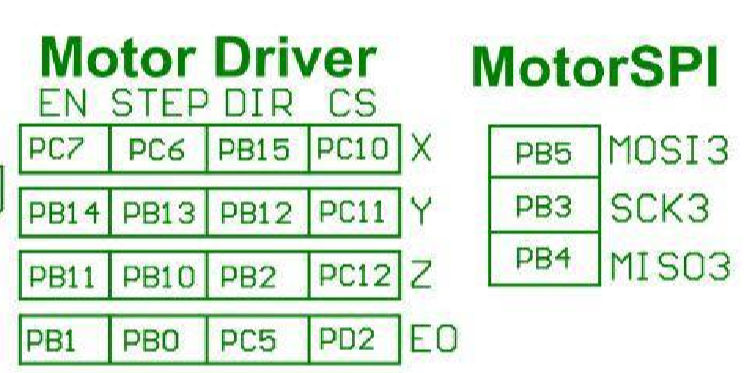 Motor Driver
EN STEP DIR CS
PC7 PC6 PB15 PC10 X
PB14 PB13 PB12 PC11 Y
PB11 PB10 PB2 PC12 Z
PB1 PB0 PC5 PD2 E0
MotorSPI
PB5 MOSI3
PB3 SCK3
PB4 MISO3